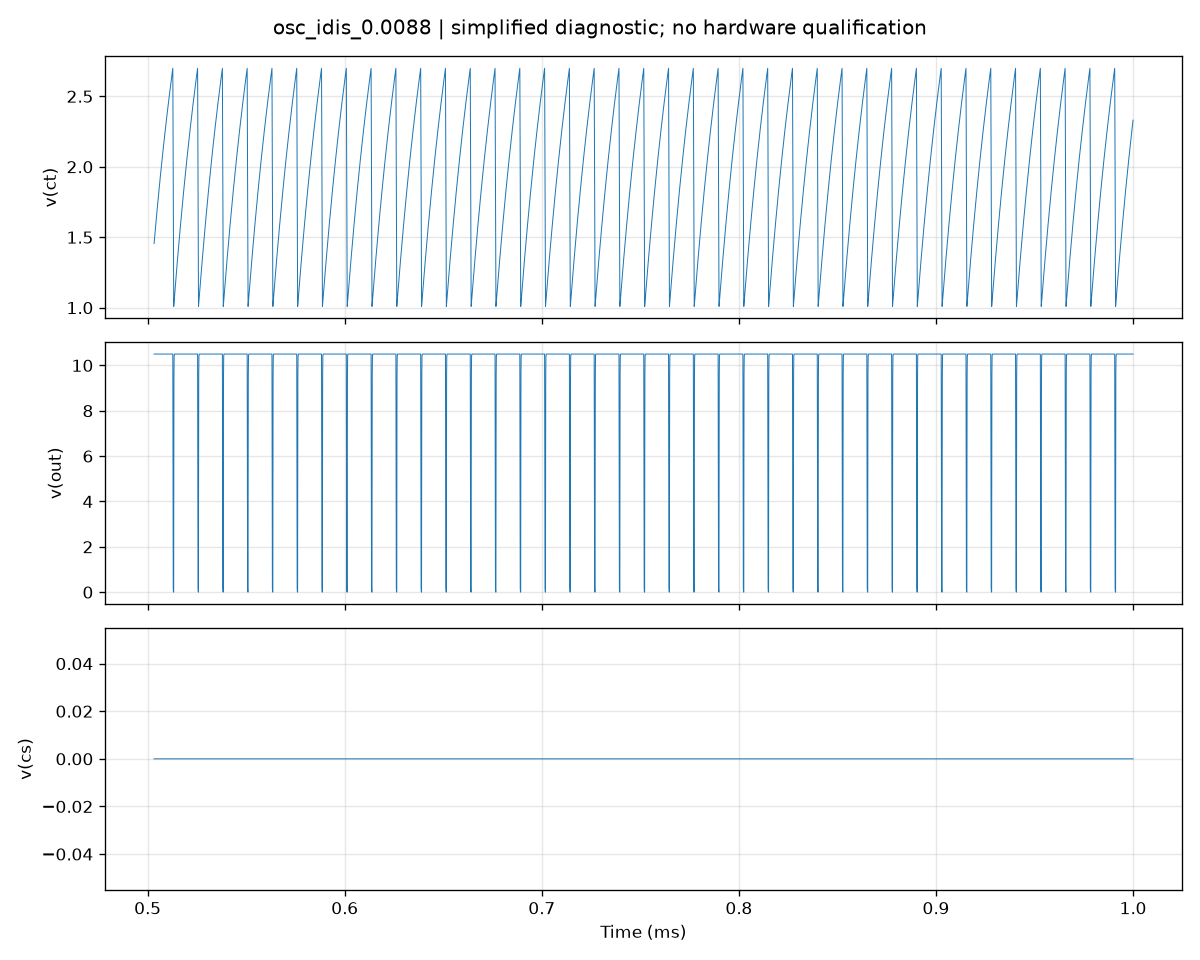 osc_idis_0.0088 | simplified diagnostic; no hardware qualification
v(ct)
2.5
2.0
1.5
1.0
v(out)
10
8
6
4
2
0
v(cs)
0.04
0.02
0.00
−0.02
−0.04
0.5 0.6 0.7 0.8 0.9 1.0
Time (ms)